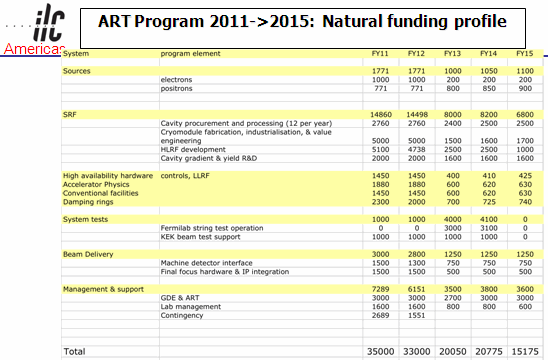 ilc
Americas
ART Program 2011->2015: Natural funding profile
System program element FY11 FY12 FY13 FY14 FY15
Sources 1771 1771 1000 1050 1100
electrons 1000 1000 200 200 200
positrons 771 771 800 850 900
SRF 14860 14498 8000 8200 6800
Cavity procurement and processing (12 per year) 2760 2760 2400 2500 2500
Cryomodule fabrication, industrialisation, & value
engineering 5000 5000 1500 1600 1700
HLRF development 5100 4738 2500 2500 1000
Cavity gradient & yield R&D 2000 2000 1600 1600 1600
High availability hardware controls, LLRF 1450 1450 400 410 425
Accelerator Physics 1880 1880 600 620 630
Conventional facilities 1450 1450 600 620 630
Damping rings 2300 2000 700 725 740
System tests 1000 1000 4000 4100 0
Fermilab string test operation 0 0 3000 3100 0
KEK beam test support 1000 1000 1000 1000 0
Beam Delivery 3000 2800 1250 1250 1250
Machine detector interface 1500 1300 750 750 750
Final focus hardware & IP integration 1500 1500 500 500 500
Management & support 7289 6151 3500 3800 3600
GDE & ART 3000 3000 2700 3000 3000
Lab management 1600 1600 800 800 600
Contingency 2689 1551
Total 35000 33000 20050 20775 15175